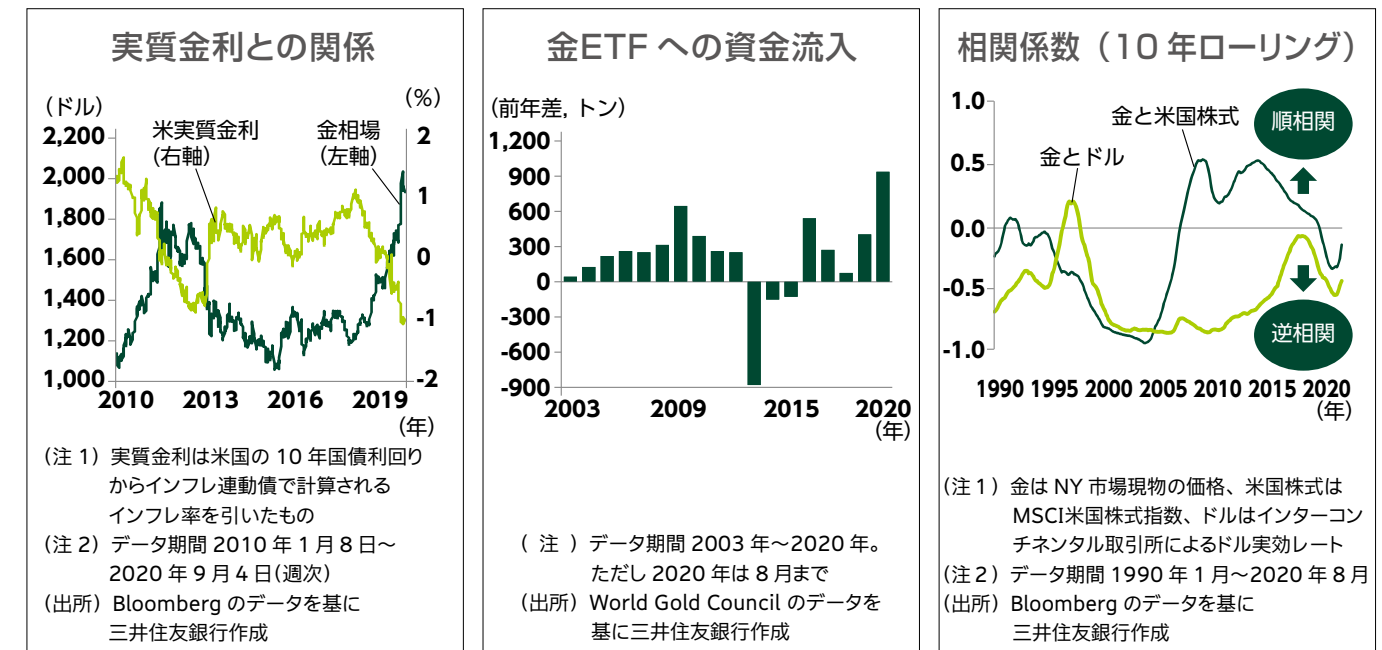 実質金利との関係
（ドル）
（%）
2,200
2,000
1,800
1,600
1,400
1,200
1,000
2
1
0
-1
-2
米実質金利
(右軸)
金相場
（左軸）
2010 2013 2016 2019
（年）
（注 1）実質金利は米国の 10 年国債利回り
からインフレ連動債で計算される
インフレ率を引いたもの
（注 2）データ期間 2010 年 1 月 8 日～
2020 年 9 月 4 日(週次)
（出所）Bloomberg のデータを基に
三井住友銀行作成
金ETF への資金流入
（前年差, トン）
1,200
900
600
300
0
-300
-600
-900
2003 2009 2015 2020
（年）
（ 注 ）データ期間 2003 年～2020 年。
ただし 2020 年は 8 月まで
（出所）World Gold Council のデータを
基に三井住友銀行作成
相関係数（10 年ローリング）
1.0
0.5
0.0
-0.5
-1.0
金と米国株式
金とドル
順相関
逆相関
1990 1995 2000 2005 2010 2015 2020
（年）
（注 1）金は NY 市場現物の価格、米国株式は
MSCI米国株式指数、ドルはインターコン
チネンタル取引所によるドル実効レート
（注 2）データ期間 1990 年 1 月～2020 年 8 月
（出所）Bloomberg のデータを基に
三井住友銀行作成